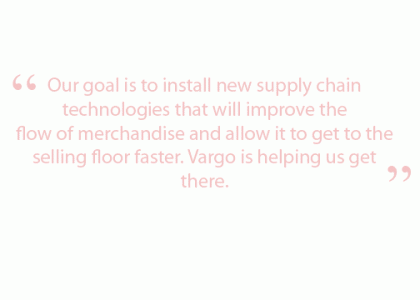 “ Our goal is to install new supply chain
technologies that will improve the
flow of merchandise and allow it to get to the
selling floor faster. Vargo is helping us get
there. ”